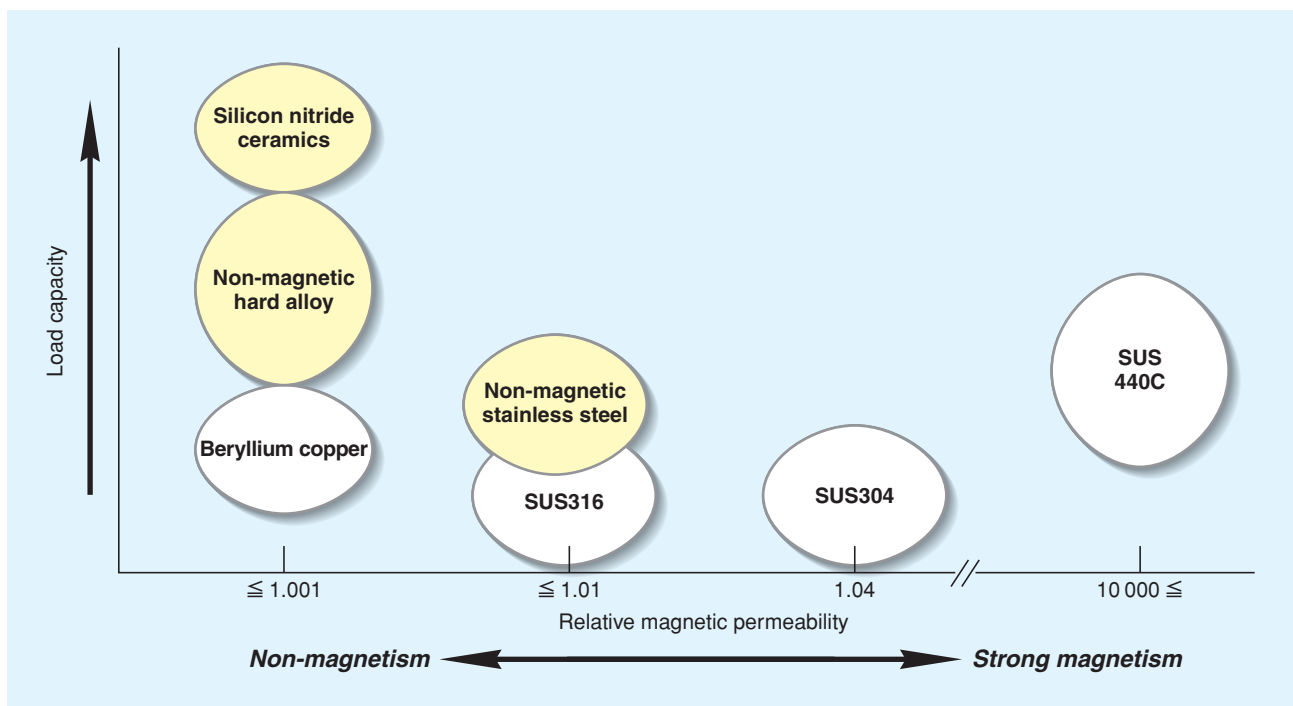 Silicon nitride
ceramics
Non-magnetic
hard alloy
Beryllium copper
Non-magnetic
stainless steel
SUS316
SUS304
SUS
440C
Load capacity
≦ 1.001
≦ 1.01
1.04
10 000 ≦
Relative magnetic permeability
Non-magnetism
Strong magnetism